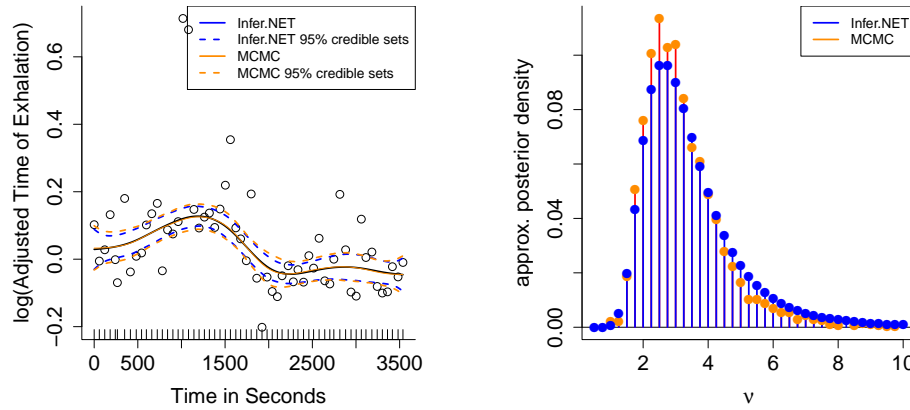 log(Adjusted Time of Exhalation)
0.6
0.4
0.2
0.0
−0.2
Infer.NET
Infer.NET 95% credible sets
MCMC
MCMC 95% credible sets
0 500 1500 2500 3500
Time in Seconds
approx. posterior density
0.08
0.04
0.00
Infer.NET
MCMC
2 4 6 8 10
ν